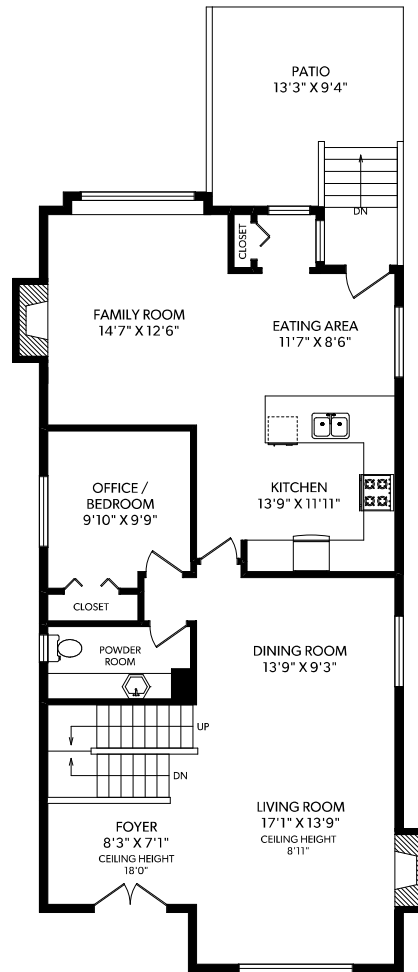 PATIO
13'3" X 9'4"
DN
CLOSET
FAMILY ROOM
14'7" X 12'6"
EATING AREA
11'7" X 8'6"
OFFICE /
BEDROOM
9'10" X 9'9"
KITCHEN
13'9" X 11'11"
CLOSET
POWDER
ROOM
DINING ROOM
13'9" X 9'3"
UP
DN
LIVING ROOM
17'1" X 13'9"
CEILING HEIGHT
8'11"
FOYER
8'3" X 7'1"
CEILING HEIGHT
18'0"